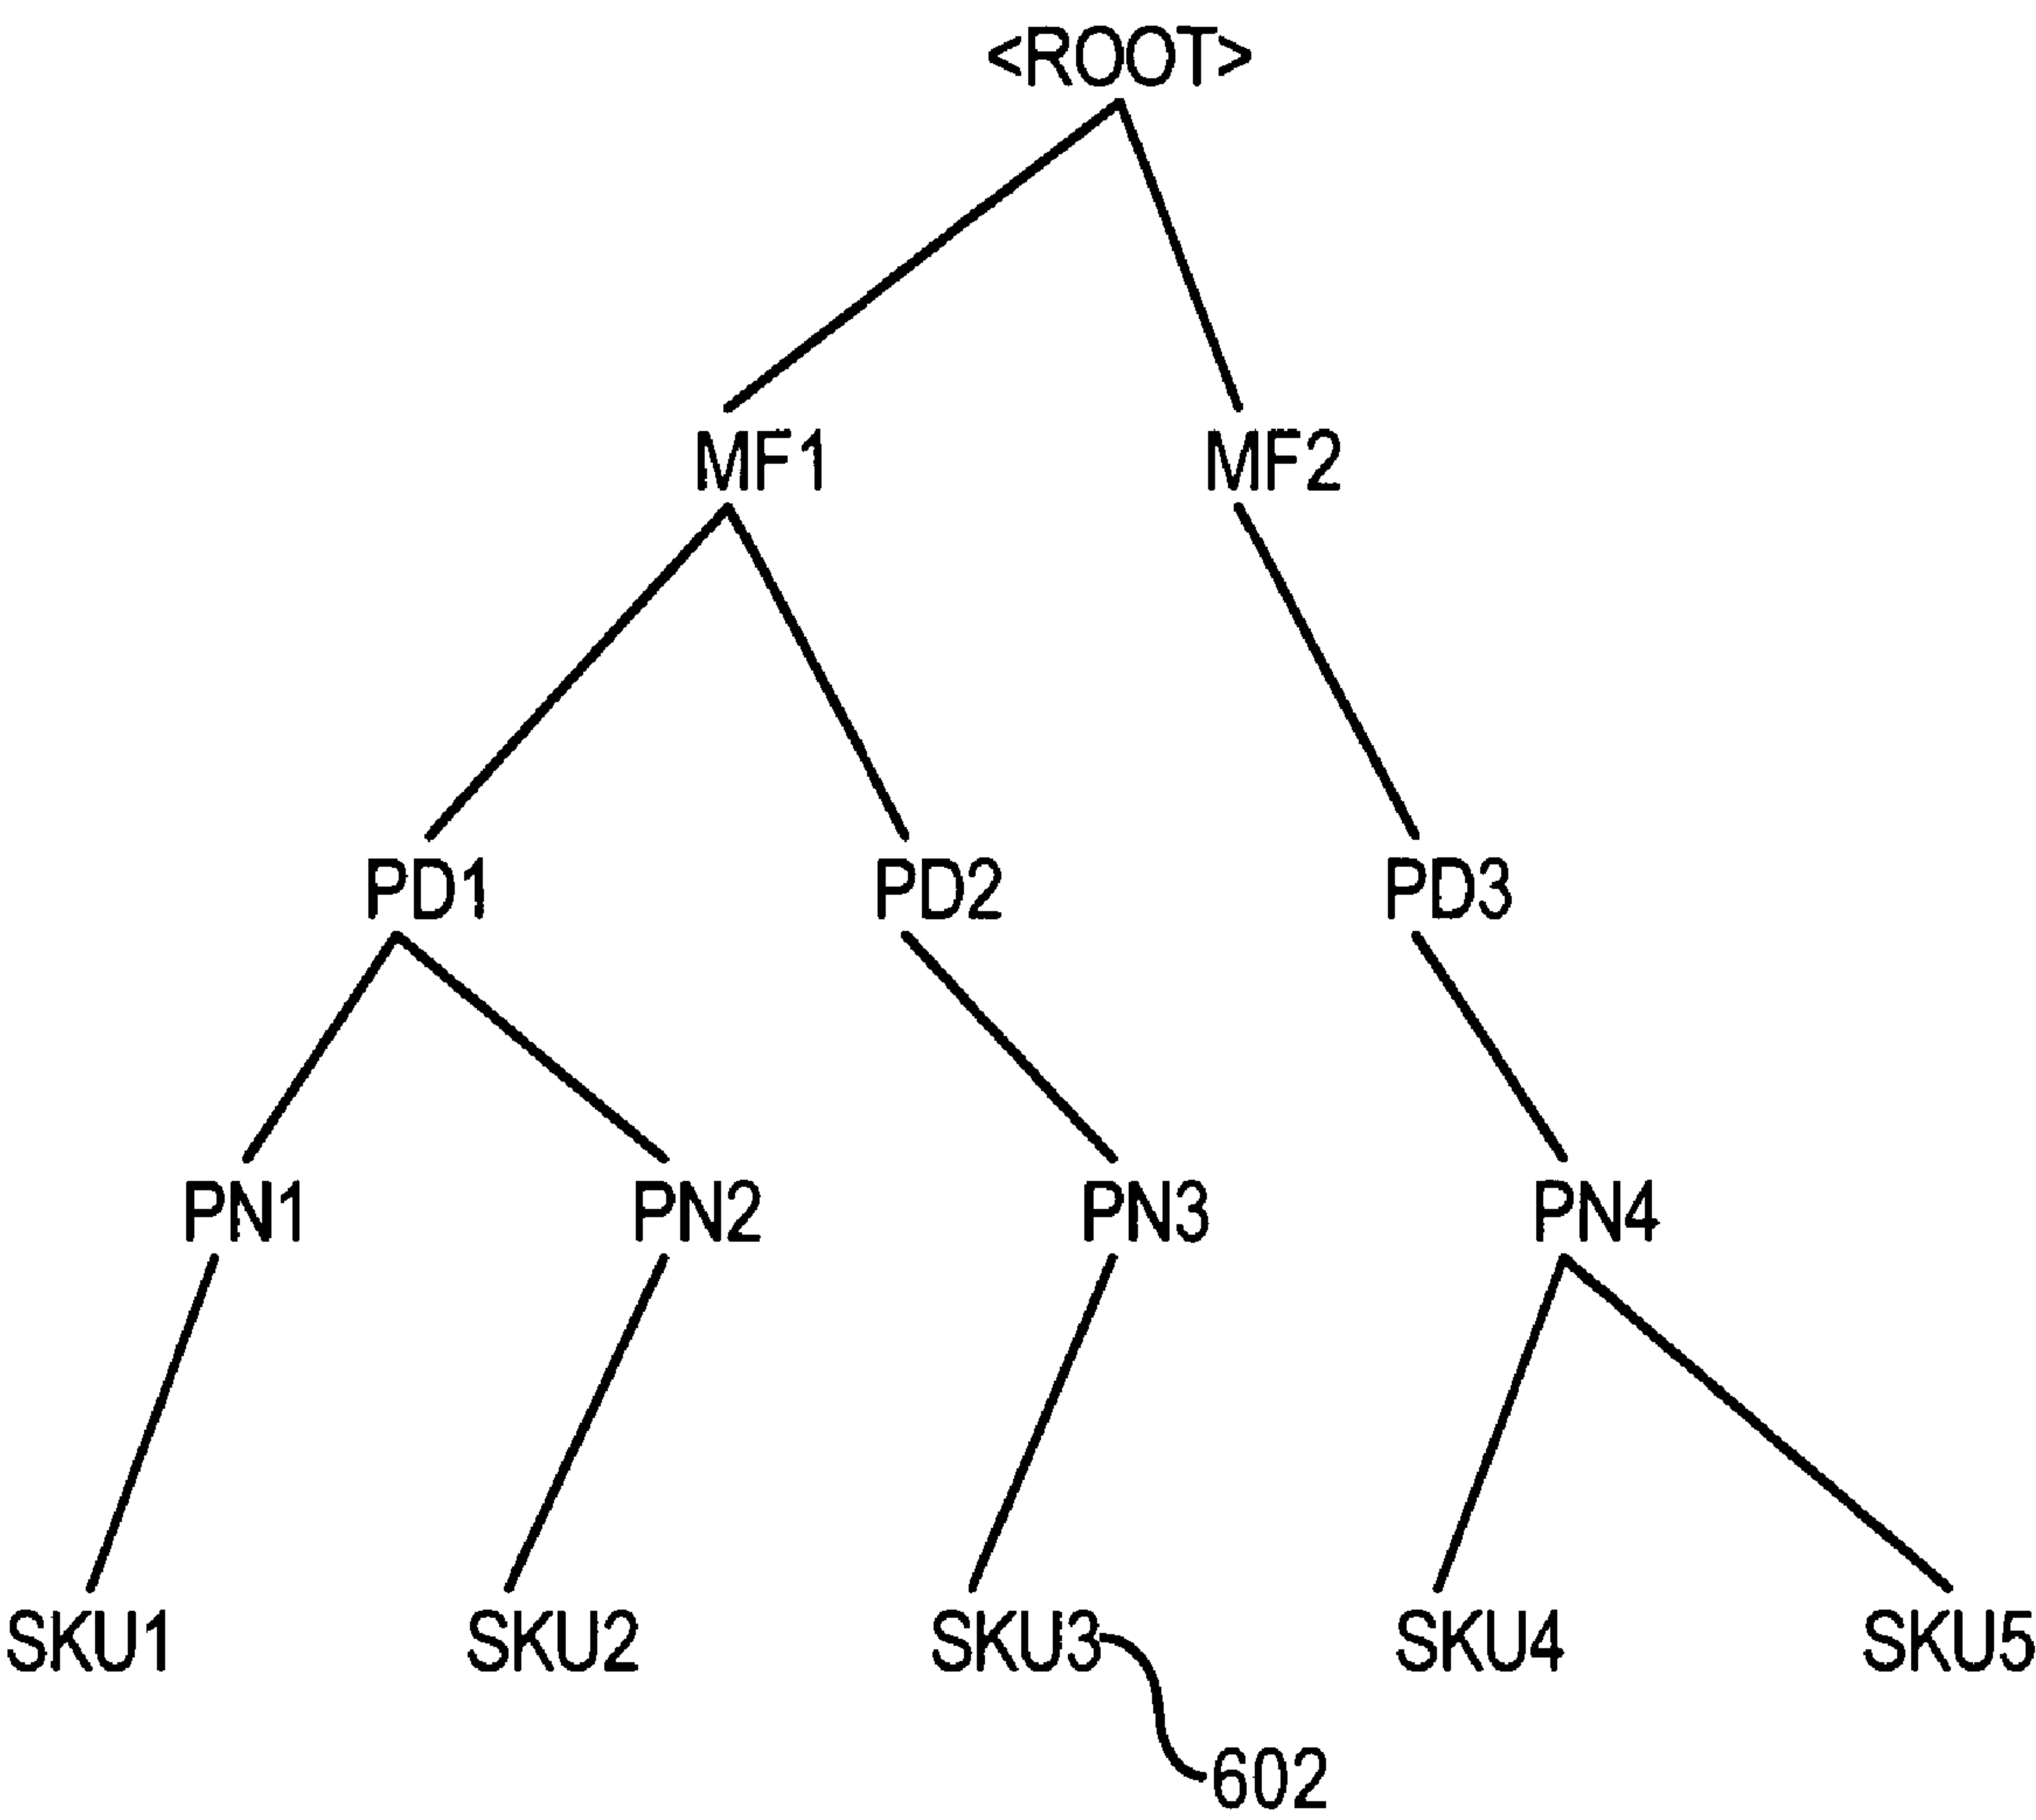 <ROOT>
MF1 MF2
PD1 PD2 PD3
PN1 PN2 PN3 PN4
SKU1 SKU2 SKU3 SKU4 SKU5
602